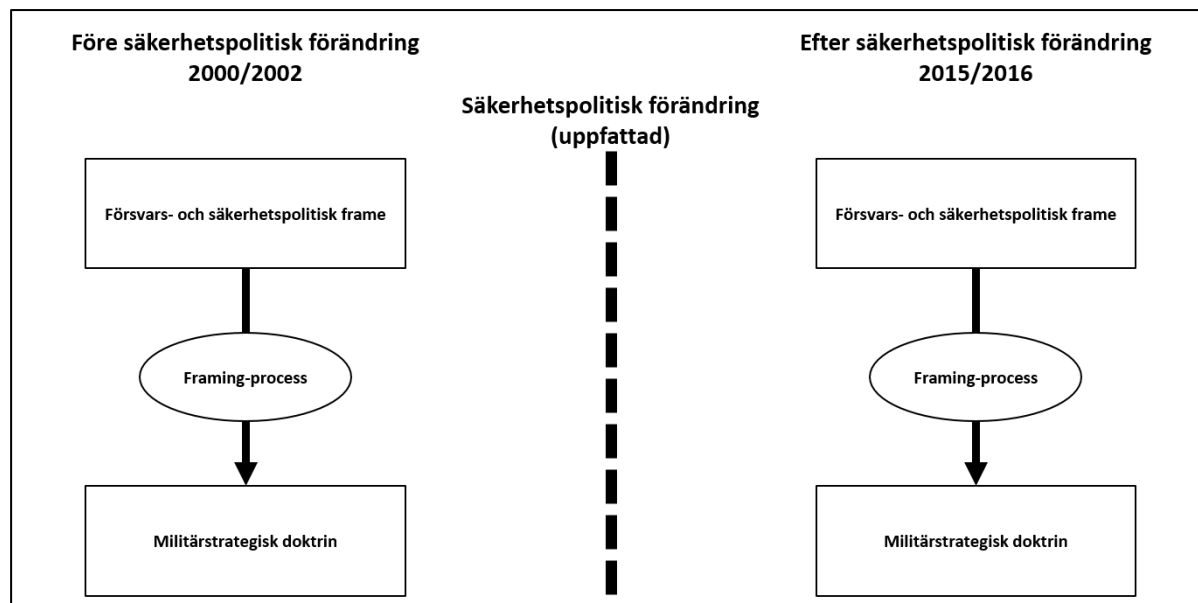 Före säkerhetspolitisk förändring
2000/2002
Säkerhetspolitisk förändring
(uppfattad)
Efter säkerhetspolitisk förändring
2015/2016
Försvars- och säkerhetspolitisk frame
Framing-process
Militärstrategisk doktrin
Försvars- och säkerhetspolitisk frame
Framing-process
Militärstrategisk doktrin